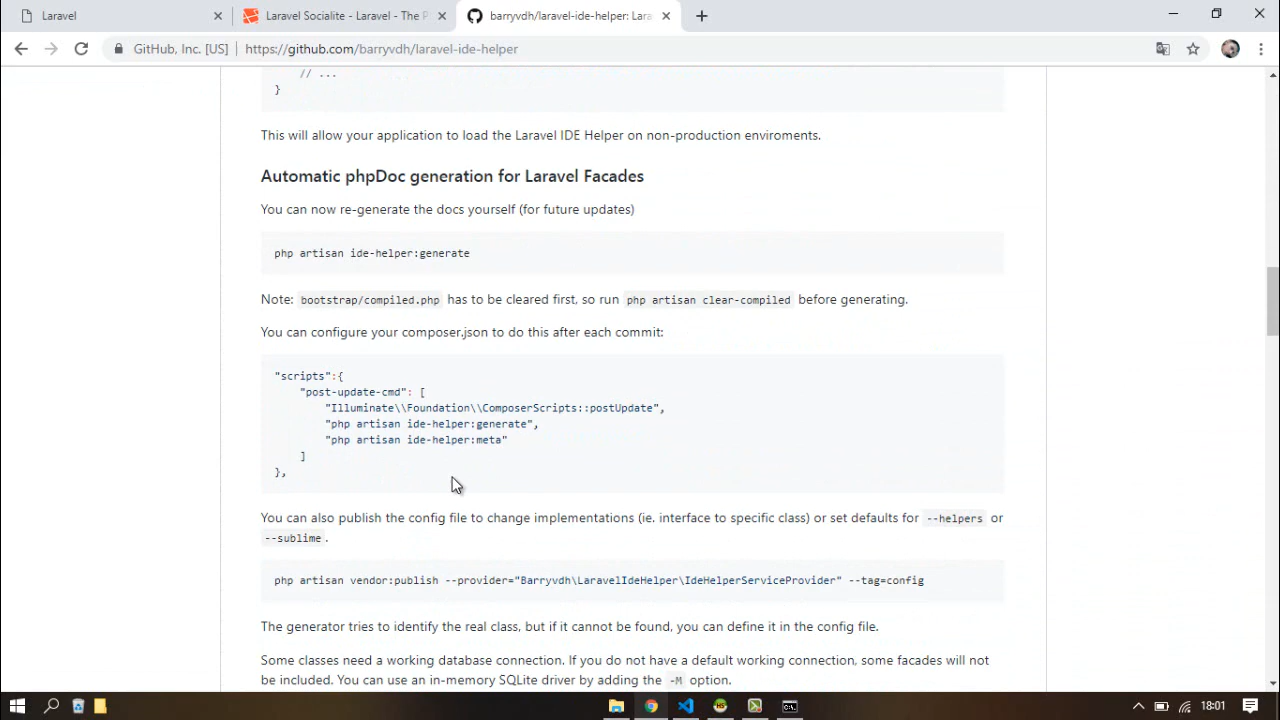 Laravel
Laravel Socialite - Laravel - The P
barryvdh/laravel-ide-helper: Lara
GitHub, Inc. [US] | https://github.com/barryvdh/laravel-ide-helper
// ...
}
This will allow your application to load the Laravel IDE Helper on non-production enviroments.
Automatic phpDoc generation for Laravel Facades
You can now re-generate the docs yourself (for future updates)
php artisan ide-helper:generate
Note: bootstrap/compiled.php has to be cleared first, so run php artisan clear-compiled before generating.
You can configure your composer.json to do this after each commit:
"scripts":{
"post-update-cmd": [
"Illuminate\\Foundation\\ComposerScripts::postUpdate",
"php artisan ide-helper:generate",
"php artisan ide-helper:meta"
]
},
You can also publish the config file to change implementations (ie. interface to specific class) or set defaults for --helpers or
--sublime.
php artisan vendor:publish --provider="Barryvdh\LaravelIdeHelper\IdeHelperServiceProvider" --tag=config
The generator tries to identify the real class, but if it cannot be found, you can define it in the config file.
Some classes need a working database connection. If you do not have a default working connection, some facades will not
be included. You can use an in-memory SQLite driver by adding the -M option.
18:01